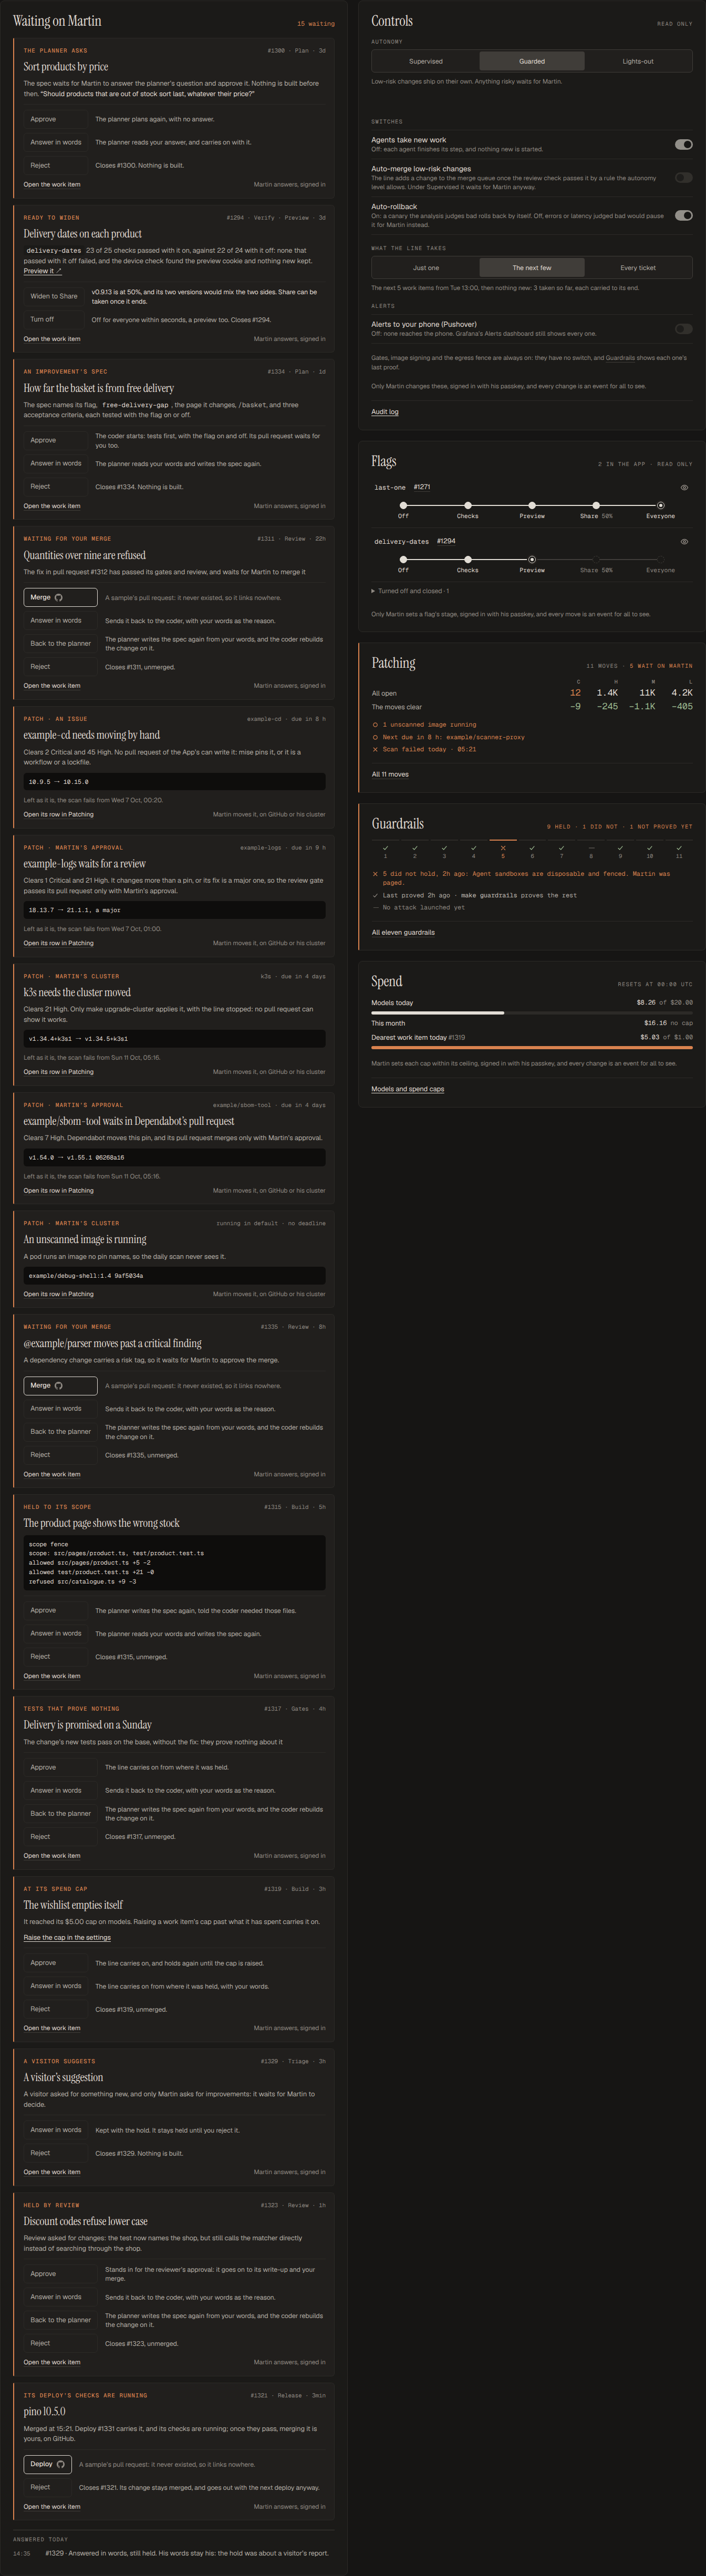 Waiting on Martin
15 waiting
THE PLANNER ASKS
#1300 · Plan · 3d
Sort products by price
The spec waits for Martin to answer the planner's question and approve it. Nothing is built before
then. "Should products that are out of stock sort last, whatever their price?"
Approve
The planner plans again, with no answer.
Answer in words
The planner reads your answer, and carries on with it.
Reject
Closes #1300. Nothing is built.
Open the work item
Martin answers, signed in
READY TO WIDEN
#1294 · Verify · Preview · 3d
Delivery dates on each product
delivery-dates 23 of 25 checks passed with it on, against 22 of 24 with it off: none that
passed with it off failed, and the device check found the preview cookie and nothing new kept.
Preview it ↗
Widen to Share
v0.9.13 is at 50%, and its two versions would mix the two sides. Share can be
taken once it ends.
Turn off
Off for everyone within seconds, a preview too. Closes #1294.
Open the work item
Martin answers, signed in
AN IMPROVEMENT'S SPEC
#1334 · Plan · 1d
How far the basket is from free delivery
The spec names its flag, free-delivery-gap, the page it changes, /basket, and three
acceptance criteria, each tested with the flag on or off.
Approve
The coder starts: tests first, with the flag on and off. Its pull request waits for
you too.
Answer in words
The planner reads your words and writes the spec again.
Reject
Closes #1334. Nothing is built.
Open the work item
Martin answers, signed in
WAITING FOR YOUR MERGE
#1311 · Review · 22h
Quantities over nine are refused
The fix in pull request #1312 has passed its gates and review, and waits for Martin to merge it
Merge
A sample's pull request: it never existed, so it links nowhere.
Answer in words
Sends it back to the coder, with your words as the reason.
Back to the planner
The planner writes the spec again from your words, and the coder rebuilds
the change on it.
Reject
Closes #1311, unmerged.
Open the work item
Martin answers, signed in
PATCH · AN ISSUE
example-cd · due in 8 h
example-cd needs moving by hand
Clears 2 Critical and 45 High. No pull request of the App's can write it: mise pins it, or it is a
workflow or a lockfile.
10.9.5 → 10.15.0
Left as it is, the scan fails from Wed 7 Oct, 00:20.
Open its row in Patching
Martin moves it, on GitHub or his cluster
PATCH · MARTIN'S APPROVAL
example-logs · due in 9 h
example-logs waits for a review
Clears 1 Critical and 21 High. It changes more than a pin, or its fix is a major one, so the review gate
passes its pull request only with Martin's approval.
18.13.7 → 21.1.1, a major
Left as it is, the scan fails from Wed 7 Oct, 01:00.
Open its row in Patching
Martin moves it, on GitHub or his cluster
PATCH · MARTIN'S CLUSTER
k3s · due in 4 days
k3s needs the cluster moved
Clears 21 High. Only make upgrade-cluster applies it, with the line stopped: no pull request can
show it works.
v1.34.4+k3s1 → v1.34.5+k3s1
Left as it is, the scan fails from Sun 11 Oct, 05:16.
Open its row in Patching
Martin moves it, on GitHub or his cluster
PATCH · MARTIN'S APPROVAL
example/sbom-tool · due in 4 days
example/sbom-tool waits in Dependabot's pull request
Clears 7 High. Dependabot moves this pin, and its pull request merges only with Martin's approval.
v1.54.0 → v1.55.1 06268a16
Left as it is, the scan fails from Sun 11 Oct, 05:16.
Open its row in Patching
Martin moves it, on GitHub or his cluster
PATCH · MARTIN'S CLUSTER
running in default · no deadline
An unscanned image is running
A pod runs an image no pin names, so the daily scan never sees it.
example/debug-shell:1.4 9af5034a
Open its row in Patching
Martin moves it, on GitHub or his cluster
WAITING FOR YOUR MERGE
#1335 · Review · 8h
@example/parser moves past a critical finding
A dependency change carries a risk tag, so it waits for Martin to approve the merge.
Merge
A sample's pull request: it never existed, so it links nowhere.
Answer in words
Sends it back to the coder, with your words as the reason.
Back to the planner
The planner writes the spec again from your words, and the coder rebuilds
the change on it.
Reject
Closes #1335, unmerged.
Open the work item
Martin answers, signed in
HELD TO ITS SCOPE
#1315 · Build · 5h
The product page shows the wrong stock
scope fence
scope: src/pages/product.ts, test/product.test.ts
allowed src/pages/product.ts +5 −2
allowed test/product.test.ts +21 −0
refused src/catalogue.ts +9 −3
Approve
The planner writes the spec again, told the coder needed those files.
Answer in words
The planner reads your words and writes the spec again.
Reject
Closes #1315, unmerged.
Open the work item
Martin answers, signed in
TESTS THAT PROVE NOTHING
#1317 · Gates · 4h
Delivery is promised on a Sunday
The change's new tests pass on the base, without the fix: they prove nothing about it
Approve
The line carries on from where it was held.
Answer in words
Sends it back to the coder, with your words as the reason.
Back to the planner
The planner writes the spec again from your words, and the coder rebuilds
the change on it.
Reject
Closes #1317, unmerged.
Open the work item
Martin answers, signed in
AT ITS SPEND CAP
#1319 · Build · 3h
The wishlist empties itself
It reached its $5.00 cap on models. Raising a work item's cap past what it has spent carries it on.
Raise the cap in the settings
Approve
The line carries on, and holds again until the cap is raised.
Answer in words
The line carries on from where it was held, with your words.
Reject
Closes #1319, unmerged.
Open the work item
Martin answers, signed in
A VISITOR SUGGESTS
#1329 · Triage · 3h
A visitor's suggestion
A visitor asked for something new, and only Martin asks for improvements: it waits for Martin to
decide.
Answer in words
Kept with the hold. It stays held until you reject it.
Reject
Closes #1329. Nothing is built.
Open the work item
Martin answers, signed in
HELD BY REVIEW
#1323 · Review · 1h
Discount codes refuse lower case
Review asked for changes: the test now names the shop, but still calls the matcher directly
instead of searching through the shop.
Approve
Stands in for the reviewer's approval: it goes on to its write-up and your
merge.
Answer in words
Sends it back to the coder, with your words as the reason.
Back to the planner
The planner writes the spec again from your words, and the coder rebuilds
the change on it.
Reject
Closes #1323, unmerged.
Open the work item
Martin answers, signed in
ITS DEPLOY'S CHECKS ARE RUNNING
#1321 · Release · 3min
pino 10.5.0
Merged at 15:21. Deploy #1331 carries it, and its checks are running; once they pass, merging it is
yours, on GitHub.
Deploy
A sample's pull request: it never existed, so it links nowhere.
Reject
Closes #1321. Its change stays merged, and goes out with the next deploy anyway.
Open the work item
Martin answers, signed in
ANSWERED TODAY
14:35
#1329 · Answered in words, still held. His words stay his: the hold was about a visitor's report.
Controls
READ ONLY
AUTONOMY
Supervised
Guarded
Lights-out
Low-risk changes ship on their own. Anything risky waits for Martin.
SWITCHES
Agents take new work
Off: each agent finishes its step, and nothing new is started.
Auto-merge low-risk changes
The line adds a change to the merge queue once the review check passes it by a rule the autonomy
level allows. Under Supervised it waits for Martin anyway.
Auto-rollback
On: a canary the analysis judged bad rolls back by itself. Off, errors or latency judged bad would pause
it for Martin instead.
WHAT THE LINE TAKES
Just one
The next few
Every ticket
The next 5 work items from Tue 13:00, then nothing new: 3 taken so far, each carried to its end.
ALERTS
Alerts to your phone (Pushover)
Off: none reaches the phone. Grafana's Alerts dashboard still shows every one.
Gates, image signing and the egress fence are always on: they have no switch, and Guardrails shows each one's
last proof.
Only Martin changes these, signed in with his passkey, and every change is an event for all to see.
Audit log
Flags
2 IN THE APP · READ ONLY
last-one #1271
Off
Checks
Preview
Share 50%
Everyone
delivery-dates #1294
Off
Checks
Preview
Share 50%
Everyone
Turned off and closed · 1
Only Martin sets a flag's stage, signed in with his passkey, and every move is an event for all to see.
Patching
11 MOVES · 5 WAIT ON MARTIN
C H M L
All open 12 1.4K 11K 4.2K
The moves clear −9 −245 −1.1K −405
1 unscanned image running
Next due in 8 h: example/scanner-proxy
Scan failed today · 05:21
All 11 moves
Guardrails
9 HELD · 1 DID NOT · 1 NOT PROVED YET
1 2 3 4 5 6 7 8 9 10 11
5 did not hold, 2h ago: Agent sandboxes are disposable and fenced. Martin was
paged.
Last proved 2h ago · make guardrails proves the rest
No attack launched yet
All eleven guardrails
Spend
RESETS AT 00:00 UTC
Models today
$8.26 of $20.00
This month
$16.16 no cap
Dearest work item today #1319
$5.03 of $1.00
Martin sets each cap within its ceiling, signed in with his passkey, and every change is an event for all to see.
Models and spend caps